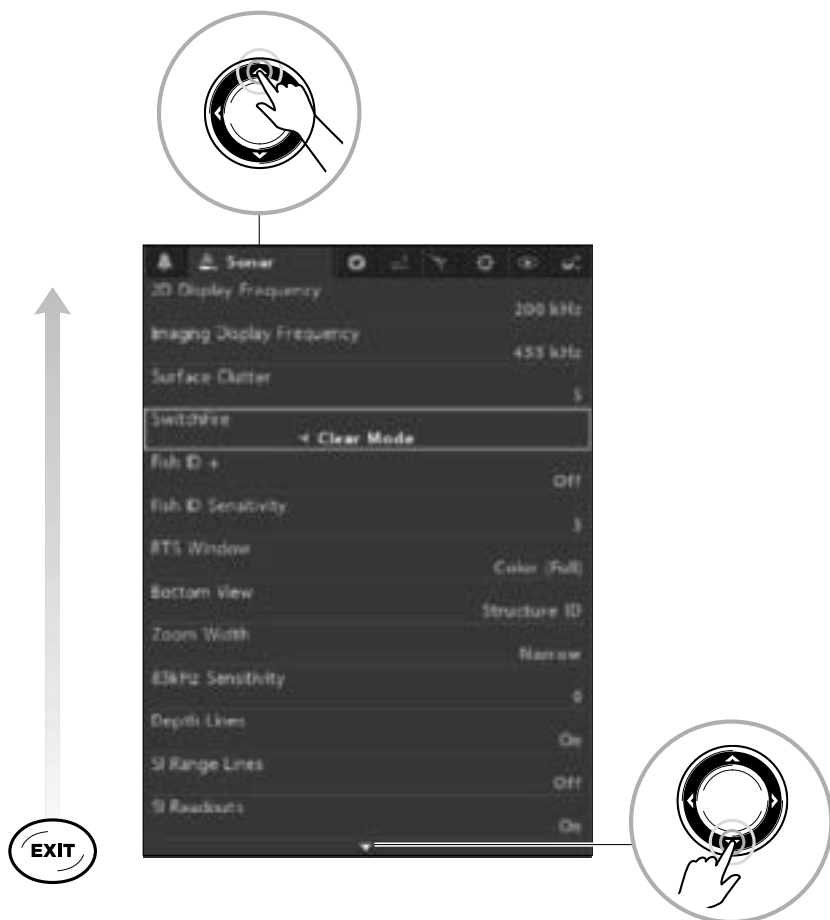 Sonar
2D Display Frequency
200 kHz
Imaging Display Frequency
455 kHz
Surface Clutter
5
SwitchFire
Clear Mode
Fish ID +
Off
Fish ID Sensitivity
5
RTS Window
Color (Full)
Bottom View
Structure ID
Zoom Width
Narrow
83kHz Sensitivity
0
Depth Lines
On
SI Range Lines
Off
SI Readouts
On
EXIT